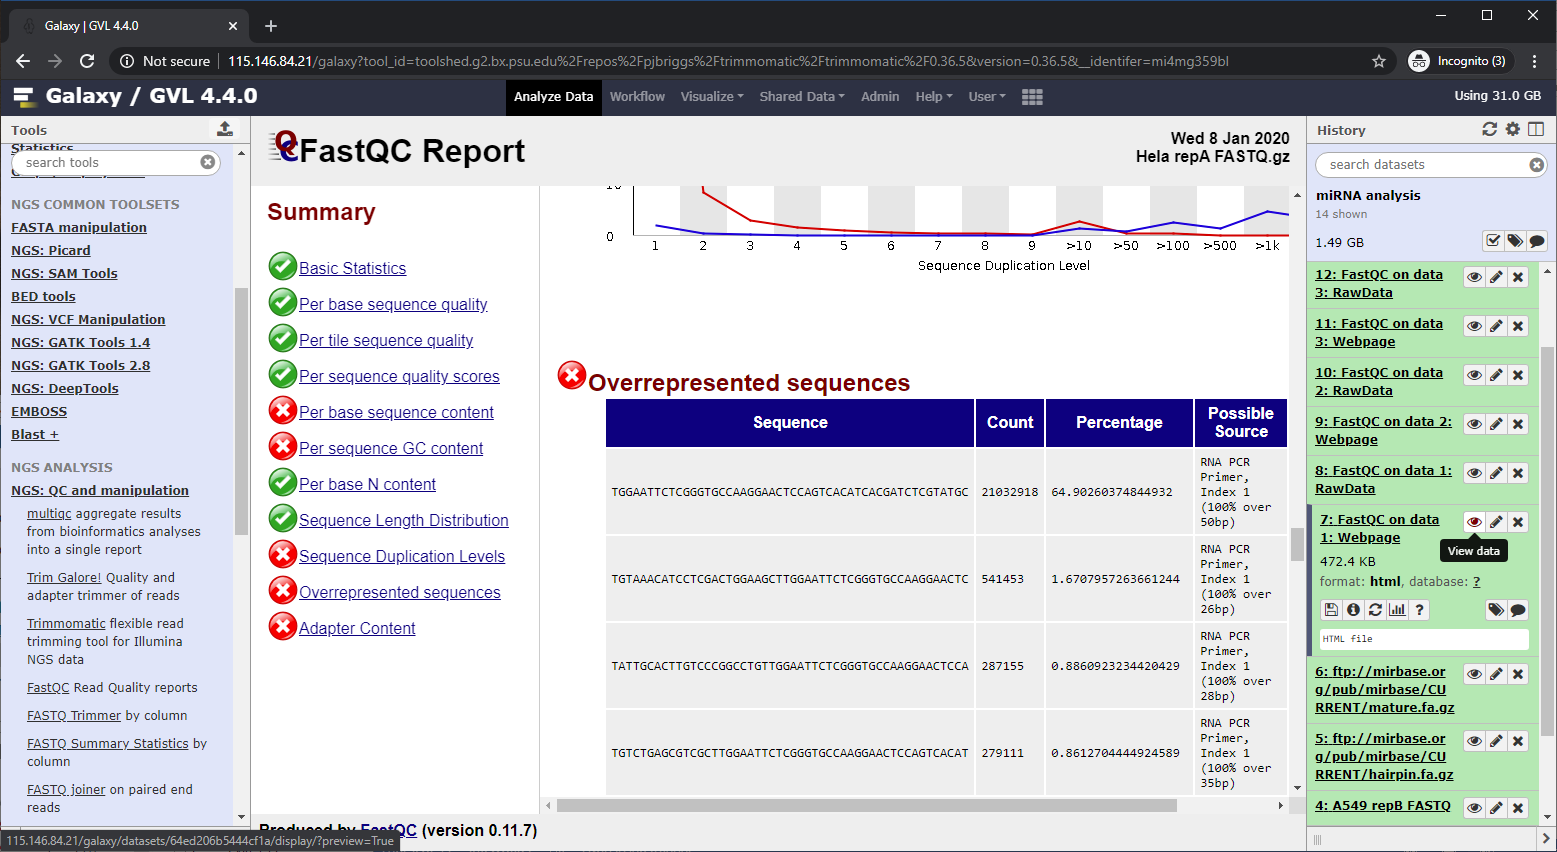 Galaxy | GVL 4.4.0
Not secure
115.146.84.21/galaxy?tool_id=toolshed.g2.bx.psu.edu%2Frepos%2Fpjbriggs%2Ftrimmomatic%2Ftrimmomatic%2F0.36.5&version=0.36.5&__identifer=mi4mg359bl
Incognito (3)
Galaxy / GVL 4.4.0
Analyze Data
Workflow
Visualize
Shared Data
Admin
Help
User
Using 31.0 GB
Tools
Statistics
search tools
NGS COMMON TOOLSETS
FASTA manipulation
NGS: Picard
NGS: SAM Tools
BED tools
NGS: VCF Manipulation
NGS: GATK Tools 1.4
NGS: GATK Tools 2.8
NGS: DeepTools
EMBOSS
Blast +
NGS ANALYSIS
NGS: QC and manipulation
multiqc aggregate results
from bioinformatics analyses
into a single report
Trim Galore! Quality and
adapter trimmer of reads
Trimmomatic flexible read
trimming tool for Illumina
NGS data
FastQC Read Quality reports
FASTQ Trimmer by column
FASTQ Summary Statistics by
column
FASTQ joiner on paired end
reads
115.146.84.21/galaxy/datasets/64ed206b5444cf1a/display/?preview=True
FastQC Report
Wed 8 Jan 2020
Hela repA FASTQ.gz
Summary
Basic Statistics
Per base sequence quality
Per tile sequence quality
Per sequence quality scores
Per base sequence content
Per sequence GC content
Per base N content
Sequence Length Distribution
Sequence Duplication Levels
Overrepresented sequences
Adapter Content
10
0
1 2 3 4 5 6 7 8 9 >10 >50 >100 >500 >1k
Sequence Duplication Level
Overrepresented sequences
Sequence Count Percentage Possible Source
TGGAATTCTCGGGTGCCAAGGAACTCCAGTCACATCACGATCTCGTATGC 21032918 64.90260374844932
RNA PCR
Primer,
Index 1
(100% over
50bp)
TGTAAACATCCTCGACTGGAAGCTTGGAATTCTCGGGTGCCAAGGAACTC 541453 1.6707957263661244
RNA PCR
Primer,
Index 1
(100% over
26bp)
TATTGCACTTGTCCCGGCCTGTTGGAATTCTCGGGTGCCAAGGAACTCCA 287155 0.8860923234420429
RNA PCR
Primer,
Index 1
(100% over
28bp)
TGTCTGAGCGTCGCTTGGAATTCTCGGGTGCCAAGGAACTCCAGTCACAT 279111 0.8612704444924589
RNA PCR
Primer,
Index 1
(100% over
35bp)
Produced by FastQC (version 0.11.7)
History
search datasets
miRNA analysis
14 shown
1.49 GB
12: FastQC on data
3: RawData
11: FastQC on data
3: Webpage
10: FastQC on data
2: RawData
9: FastQC on data 2:
Webpage
8: FastQC on data 1:
RawData
7: FastQC on data
1: Webpage
View data
472.4 KB
format: html, database: ?
HTML file
6: ftp://mirbase.or
g/pub/mirbase/CU
RRENT/mature.fa.gz
5: ftp://mirbase.or
g/pub/mirbase/CU
RRENT/hairpin.fa.gz
4: A549 repB FASTQ